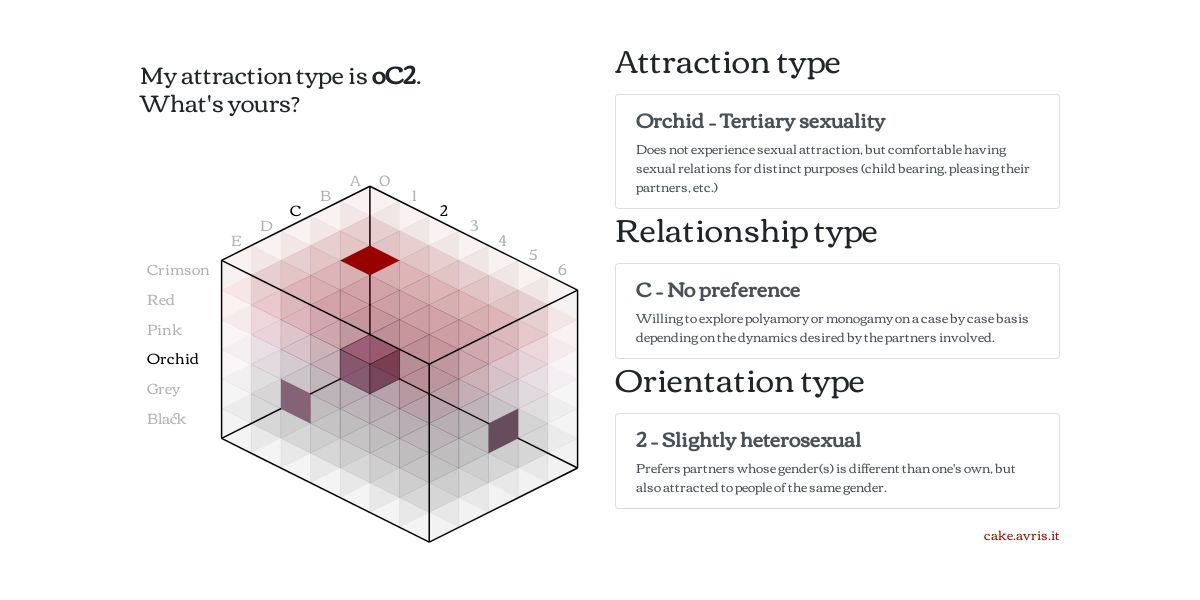 My attraction type is oC2.
What's yours?
A O
B 1
C 2
D 3
E 4
5
6
Crimson
Red
Pink
Orchid
Grey
Black
Attraction type
Orchid – Tertiary sexuality
Does not experience sexual attraction, but comfortable having
sexual relations for distinct purposes (child bearing, pleasing their
partners, etc.)
Relationship type
C – No preference
Willing to explore polyamory or monogamy on a case by case basis
depending on the dynamics desired by the partners involved.
Orientation type
2 – Slightly heterosexual
Prefers partners whose gender(s) is different than one's own, but
also attracted to people of the same gender.
cake.avris.it